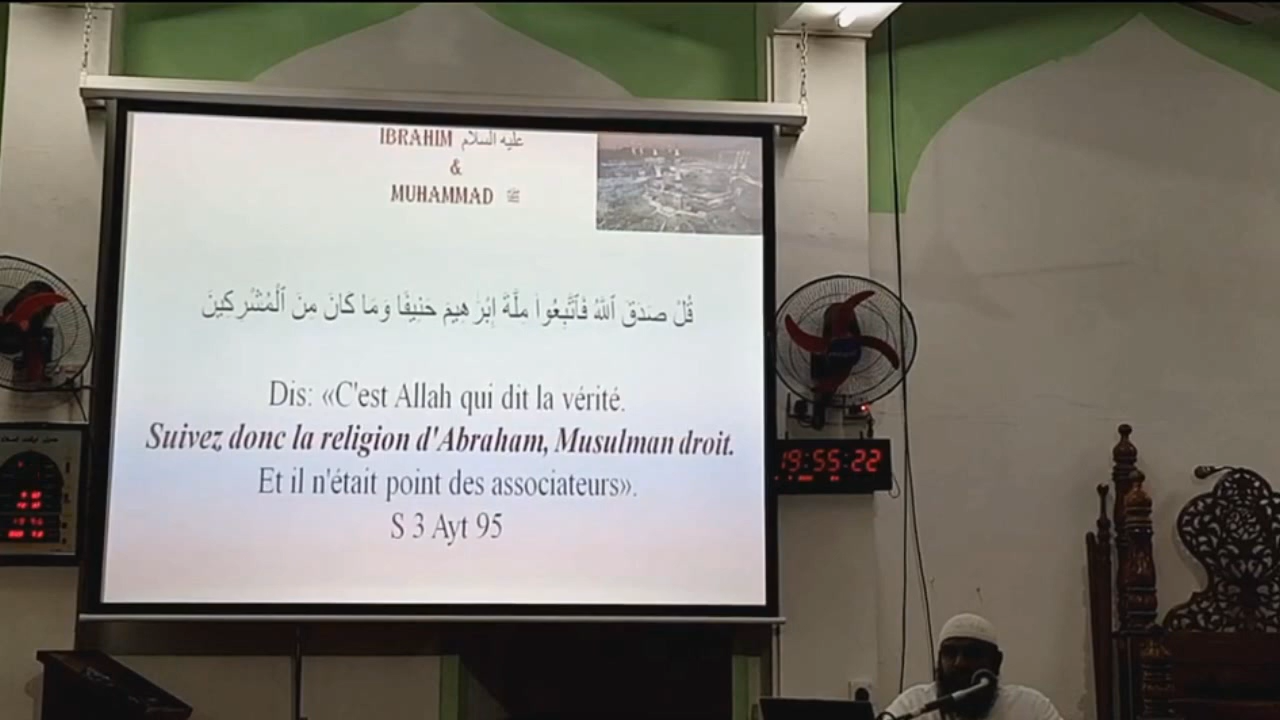 IBRAHIM عليه السلام
&
MUHAMMAD ﷺ
قُلْ صَدَقَ ٱللَّهُ فَٱتَّبِعُوا۟ مِلَّةَ إِبْرَٰهِيمَ حَنِيفًا وَمَا كَانَ مِنَ ٱلْمُشْرِكِينَ
Dis: «C'est Allah qui dit la vérité.
Suivez donc la religion d'Abraham, Musulman droit.
Et il n'était point des associateurs».
S 3 Ayt 95
19:55:22